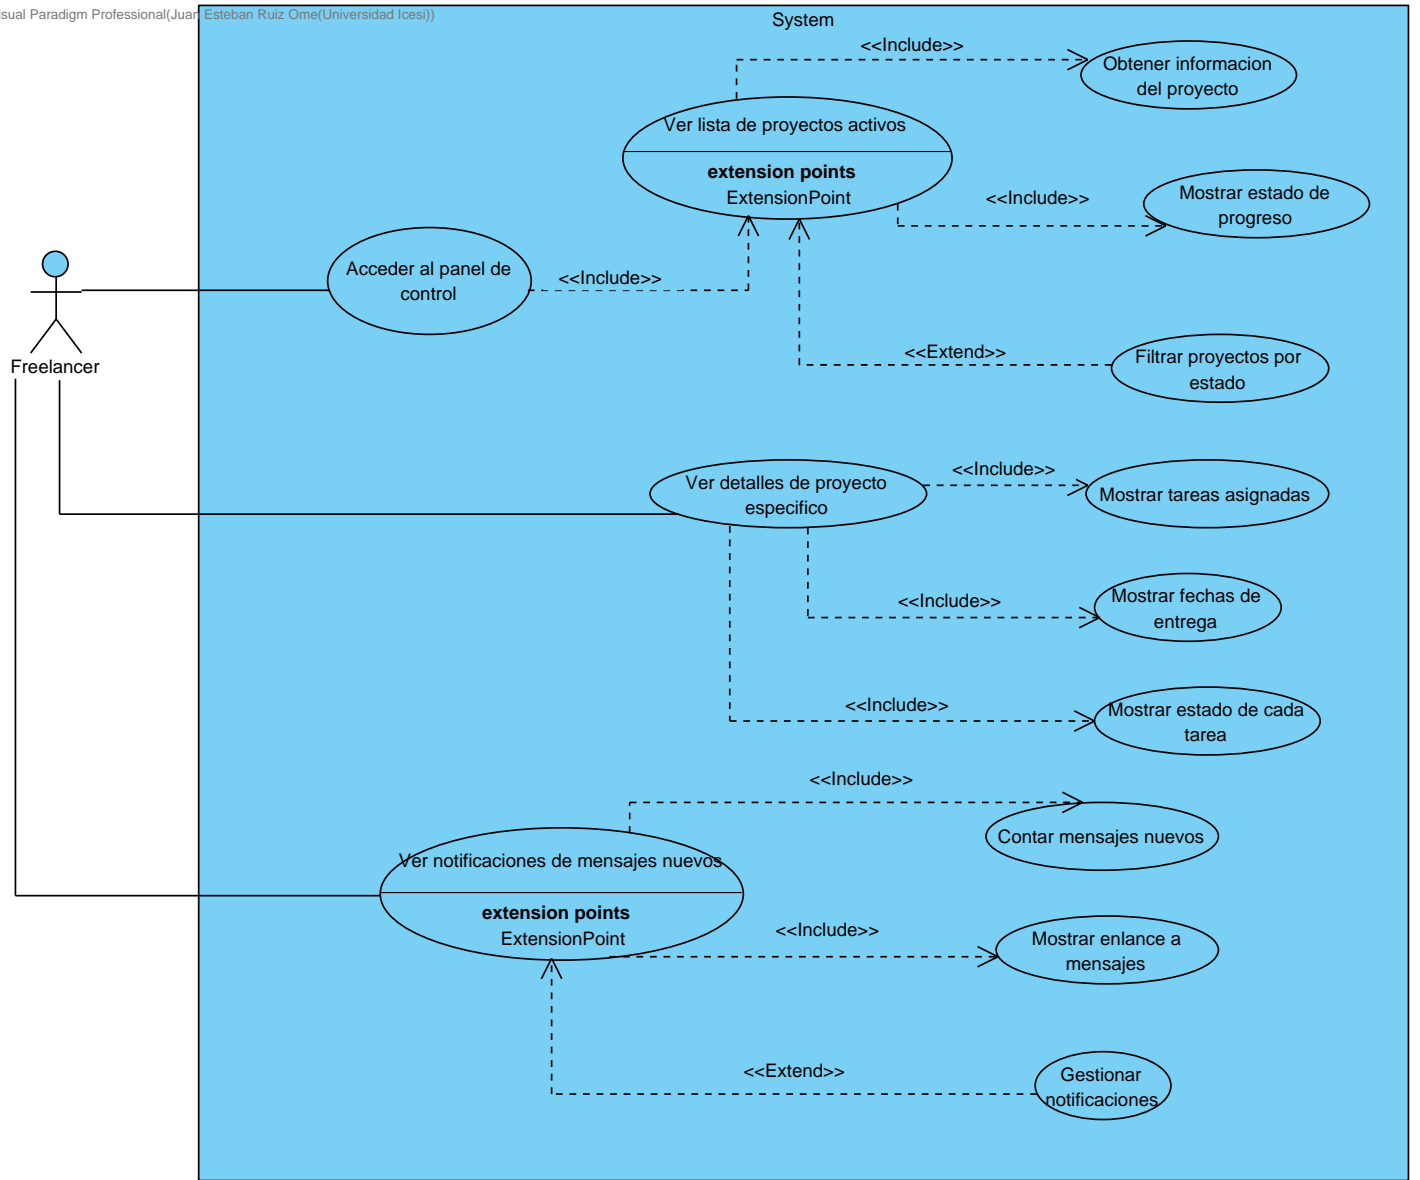 isual Paradigm Professional(Juan Esteban Ruiz Ome(Universidad Icesi))
System
<<Include>>
Obtener informacion
del proyecto
Ver lista de proyectos activos
extension points
ExtensionPoint
<<Include>>
Mostrar estado de
progreso
Acceder al panel de
control
<<Include>>
Freelancer
<<Extend>>
Filtrar proyectos por
estado
Ver detalles de proyecto
especifico
<<Include>>
Mostrar tareas asignadas
<<Include>>
Mostrar fechas de
entrega
<<Include>>
Mostrar estado de cada
tarea
<<Include>>
Contar mensajes nuevos
Ver notificaciones de mensajes nuevos
extension points
ExtensionPoint
<<Include>>
Mostrar enlance a
mensajes
<<Extend>>
Gestionar
notificaciones